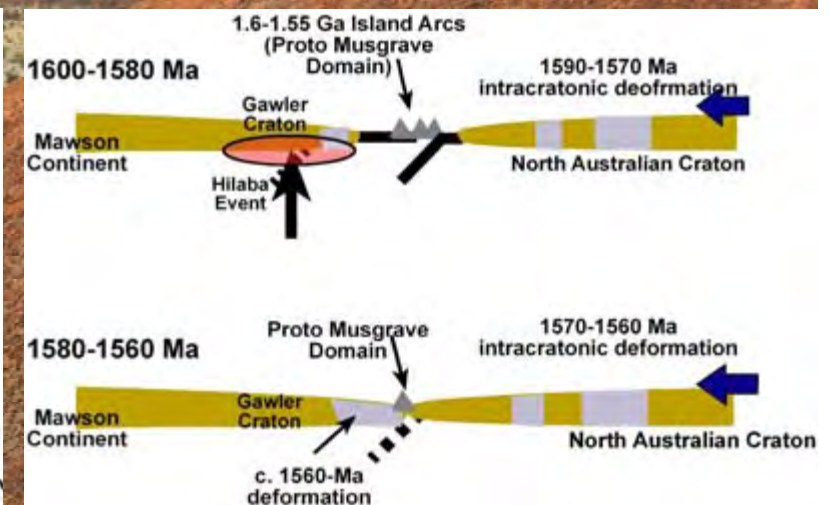 1.6-1.55 Ga Island Arcs
(Proto Musgrave
Domain)
1600-1580 Ma
1590-1570 Ma
intracratonic deofrmation
Gawler
Craton
Mawson
Continent
North Australian Craton
Hilaba
Event
Proto Musgrave
Domain
1570-1560 Ma
intracratonic deformation
1580-1560 Ma
Gawler
Craton
Mawson
Continent
North Australian Craton
c. 1560-Ma
deformation